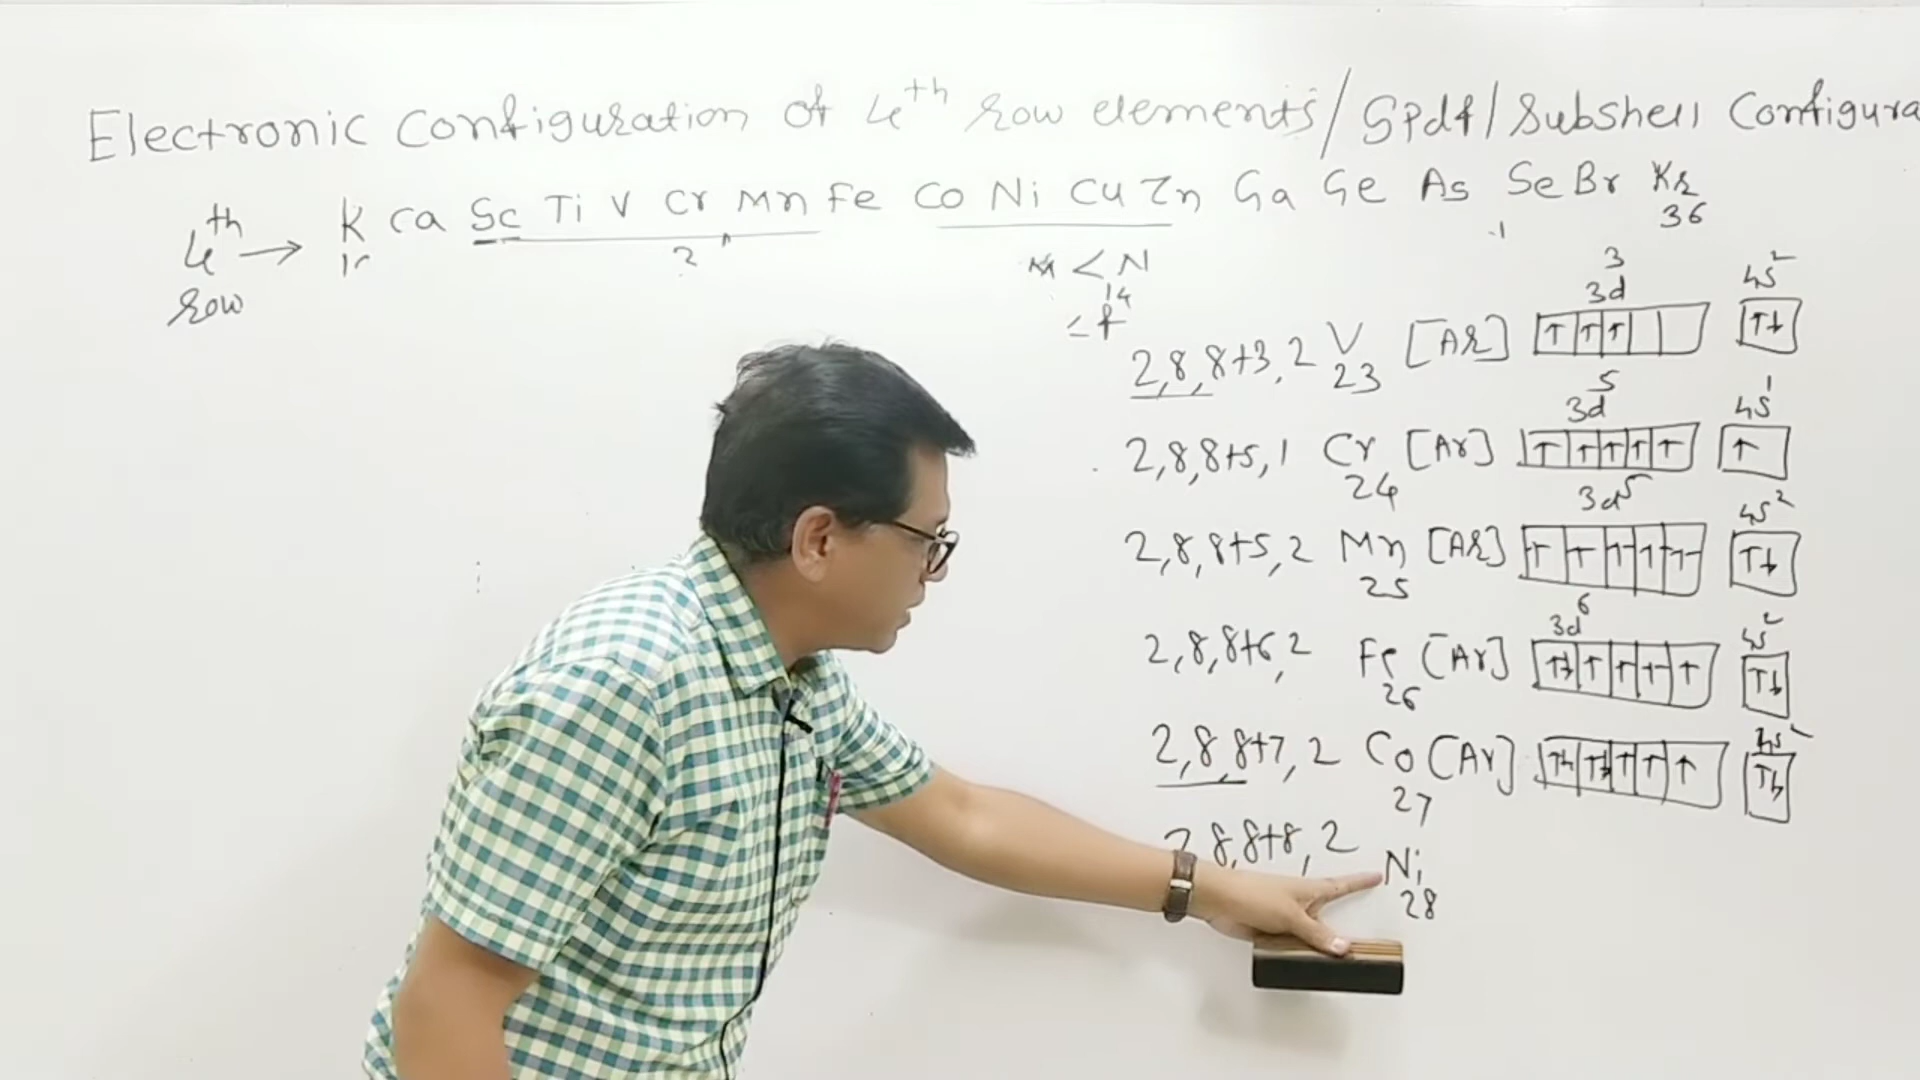 Electronic Configuration of 4th row elements/ SPdf/ Subshell Configura
4th row → K Ca Sc Ti V Cr Mn Fe Co Ni Cu Zn Ga Ge As Se Br Kr
36
2
M < N
14
≤ f
3d3 4s2
2,8,8+3,2 V [Ar] ↑ ↑ ↑ ↑↓
23
3d5 4s1
2,8,8+5,1 Cr [Ar] ↑ ↑ ↑ ↑ ↑ ↑
24
3d5 4s2
2,8,8+5,2 Mn [Ar] ↑ ↑ ↑ ↑ ↑ ↑↓
25
3d6 4s2
2,8,8+6,2 Fe [Ar] ↑↓ ↑ ↑ ↑ ↑ ↑↓
26
4s2
2,8,8+7,2 Co [Ar] ↑↓ ↑↓ ↑ ↑ ↑ ↑↓
27
2,8,8+8,2 Ni
28